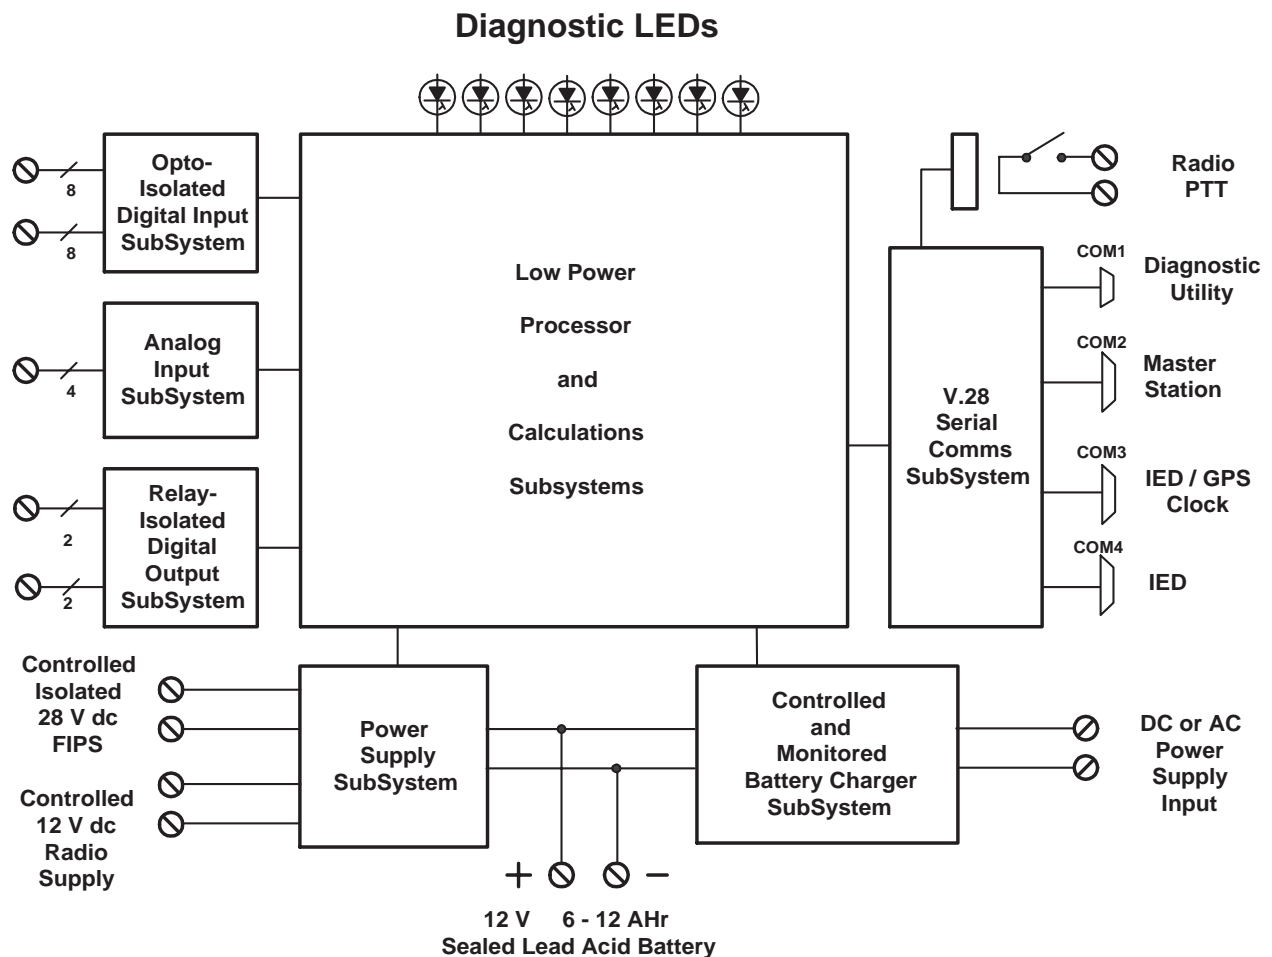 Diagnostic LEDs
Opto-
Isolated
Digital Input
SubSystem
8
8
Analog
Input
SubSystem
4
Relay-
Isolated
Digital
Output
SubSystem
2
2
Low Power
Processor
and
Calculations
Subsystems
V.28
Serial
Comms
SubSystem
Radio
PTT
COM1
Diagnostic
Utility
COM2
Master
Station
COM3
IED / GPS
Clock
COM4
IED
Controlled
Isolated
28 V dc
FIPS
Controlled
12 V dc
Radio
Supply
Power
Supply
SubSystem
Controlled
and
Monitored
Battery Charger
SubSystem
DC or AC
Power
Supply
Input
+ −
12 V 6 - 12 AHr
Sealed Lead Acid Battery